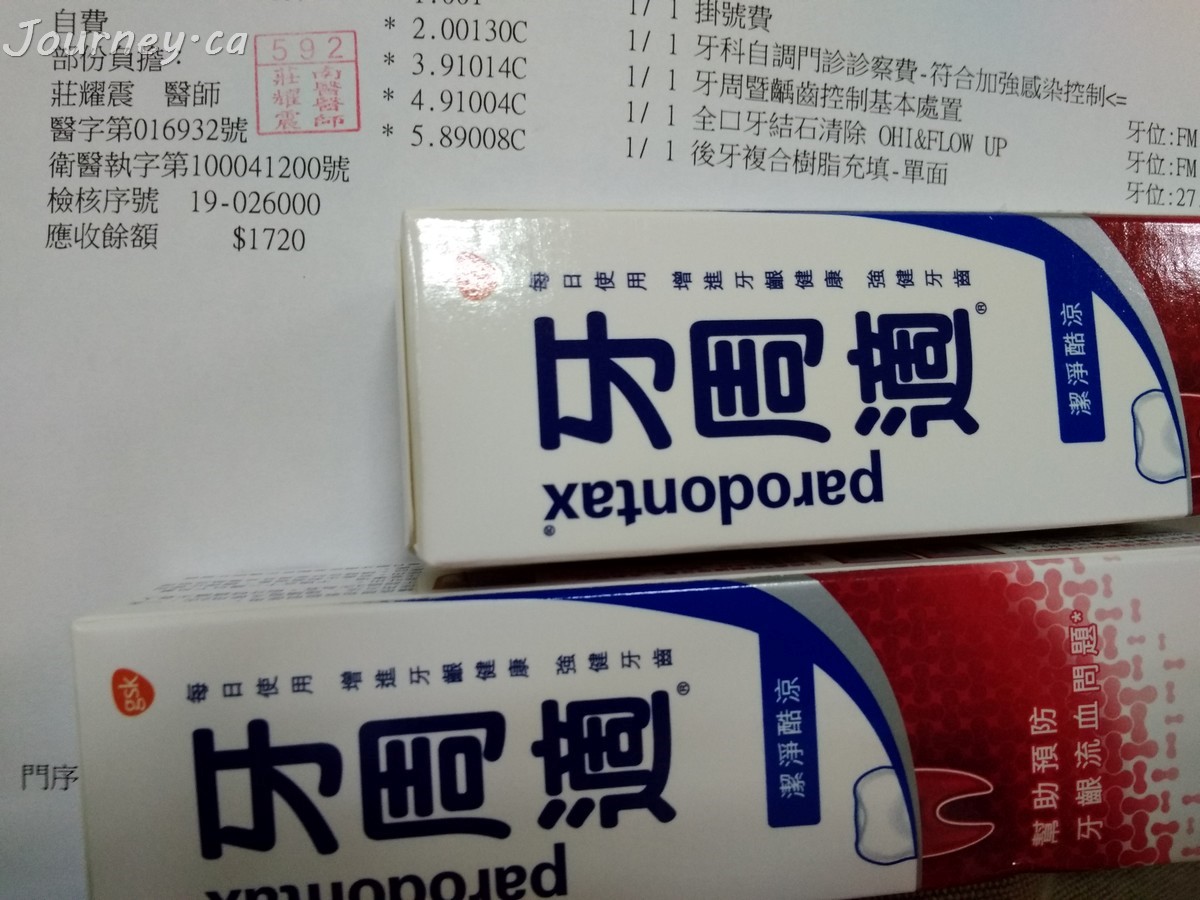 Journey.ca
自費
部份負擔：
莊耀震 醫師
醫字第016932號
衛醫執字第100041200號
檢核序號 19-026000
應收餘額 $1720
592
南醫醫師
莊耀震
* 2.00130C
* 3.91014C
* 4.91004C
* 5.89008C
1/ 1 掛號費
1/ 1 牙科自調門診診察費-符合加強感染控制<=
1/ 1 牙周暨齲齒控制基本處置
1/ 1 全口牙結石清除 OHI&FLOW UP
1/ 1 後牙複合樹脂充填-單面
牙位:FM
牙位:FM
牙位:27
每日使用 增進牙齦健康 強健牙齒
牙周適®
parodontax®
潔淨酷涼
gsk
每日使用 增進牙齦健康 強健牙齒
牙周適®
parodontax
潔淨酷涼
幫助預防
牙齦流血問題*
門序